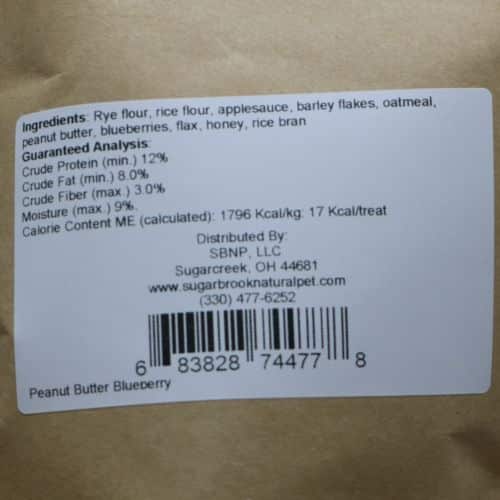 Ingredients: Rye flour, rice flour, applesauce, barley flakes, oatmeal,
peanut butter, blueberries, flax, honey, rice bran
Guaranteed Analysis:
Crude Protein (min.) 12%
Crude Fat (min.) 8.0%
Crude Fiber (max.) 3.0%
Moisture (max.) 9%.
Calorie Content ME (calculated): 1796 Kcal/kg: 17 Kcal/treat
Distributed By:
SBNP, LLC
Sugarcreek, OH 44681
www.sugarbrooknaturalpet.com
(330) 477-6252
6 83828 74477 8
Peanut Butter Blueberry